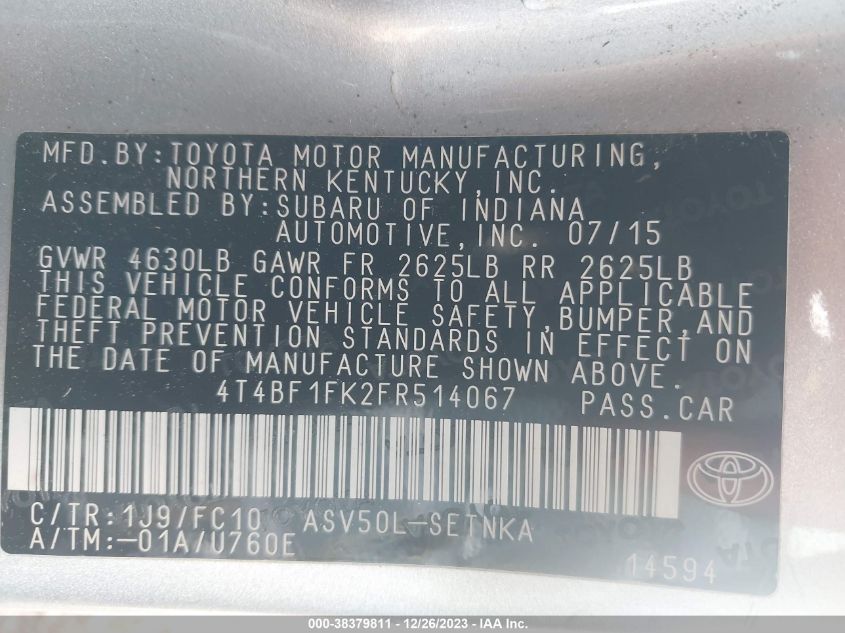 MFD.BY:TOYOTA MOTOR MANUFACTURING,
NORTHERN KENTUCKY,INC.
ASSEMBLED BY:SUBARU OF INDIANA
AUTOMOTIVE,INC. 07/15
GVWR 4630LB GAWR FR 2625LB RR 2625LB
THIS VEHICLE CONFORMS TO ALL APPLICABLE
FEDERAL MOTOR VEHICLE SAFETY,BUMPER,AND
THEFT PREVENTION STANDARDS IN EFFECT ON
THE DATE OF MANUFACTURE SHOWN ABOVE.
4T4BF1FK2FR514067 PASS.CAR
C/TR:1J9/FC10 ASV50L-SETNKA
A/TM:-01A/U760E
14594
000-38379811 - 12/26/2023 - IAA Inc.